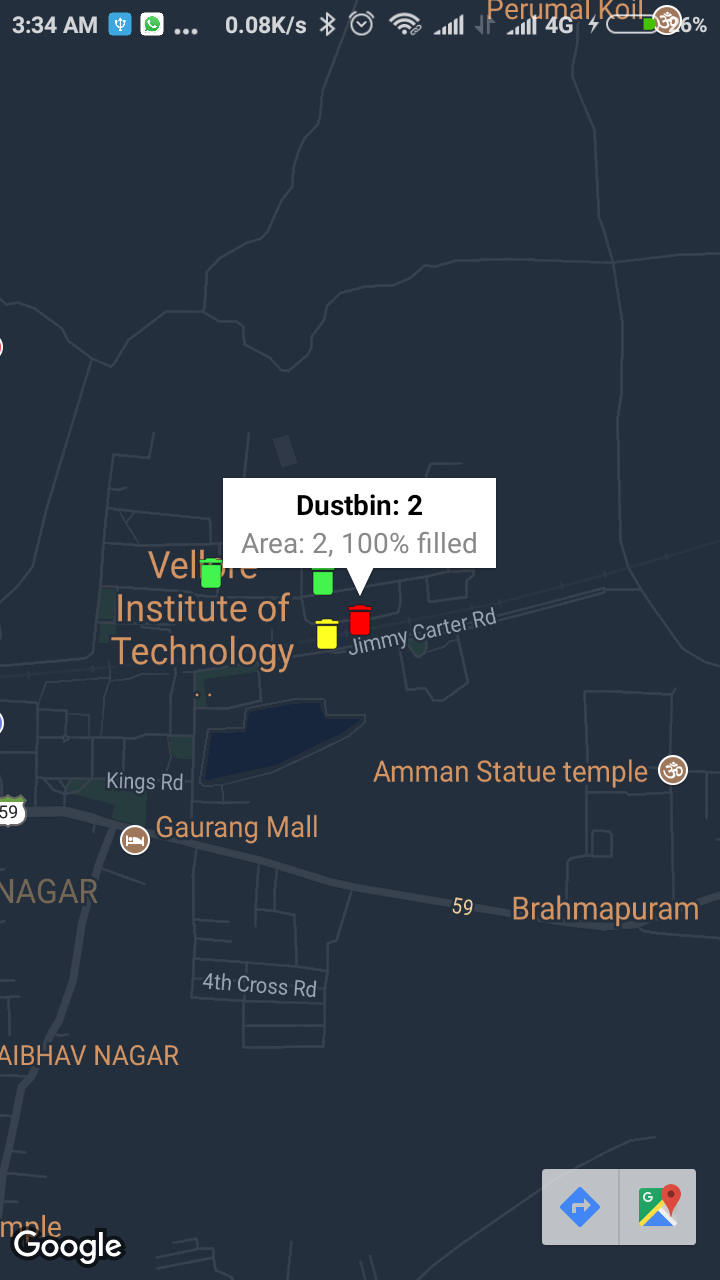 Perumal Koil
3:34 AM ... 0.08K/s 4G 26%
Dustbin: 2
Area: 2, 100% filled
Vellore
Institute of
Technology
Jimmy Carter Rd
Amman Statue temple
Kings Rd
59
Gaurang Mall
NAGAR
59
Brahmapuram
4th Cross Rd
AIBHAV NAGAR
G
mple
Google